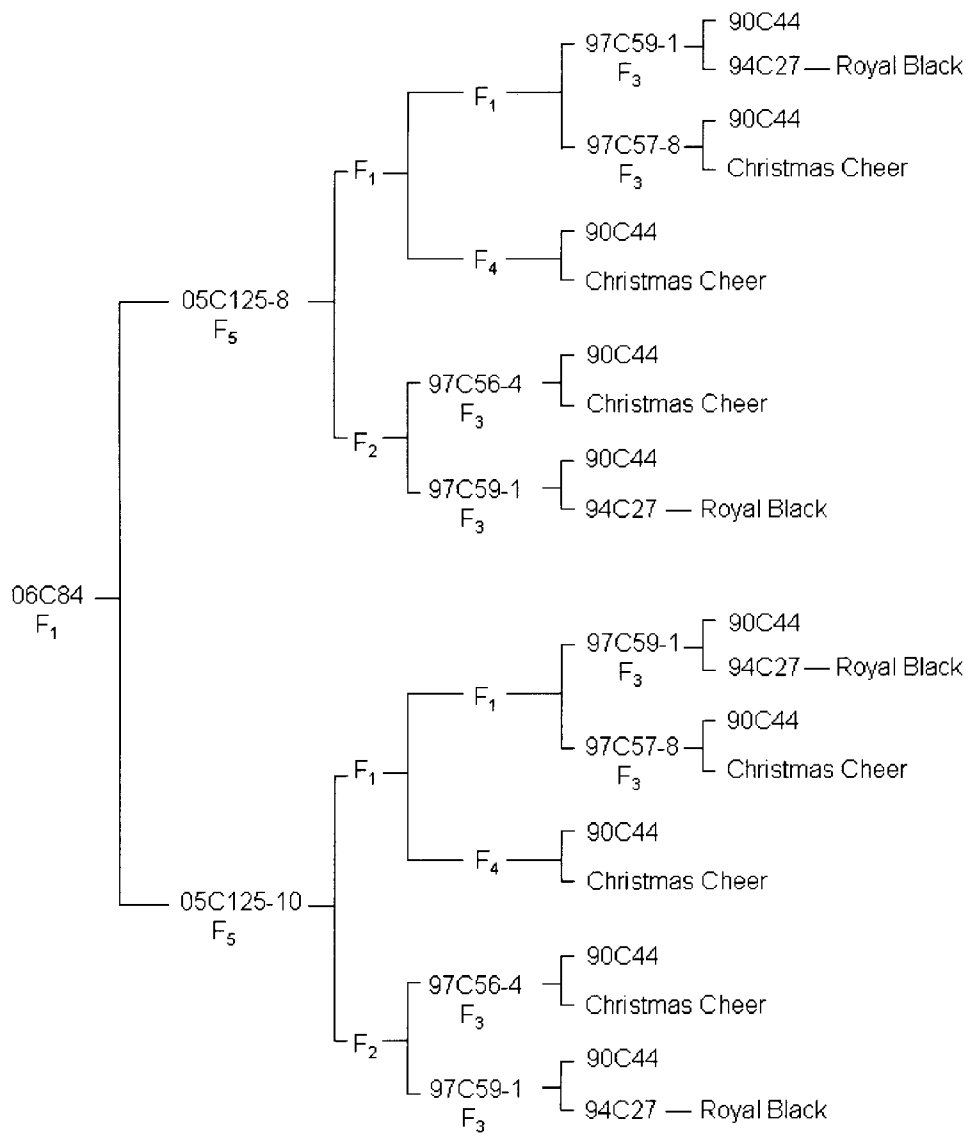 90C44
97C59-1
F₃
94C27 — Royal Black
F₁
90C44
97C57-8
F₃
Christmas Cheer
F₁
90C44
F₄
Christmas Cheer
05C125-8
F₅
90C44
97C56-4
F₃
Christmas Cheer
F₂
90C44
97C59-1
F₃
94C27 — Royal Black
06C84
F₁
90C44
97C59-1
F₃
94C27 — Royal Black
F₁
90C44
97C57-8
F₃
Christmas Cheer
F₁
90C44
F₄
Christmas Cheer
05C125-10
F₅
90C44
97C56-4
F₃
Christmas Cheer
F₂
90C44
97C59-1
F₃
94C27 — Royal Black